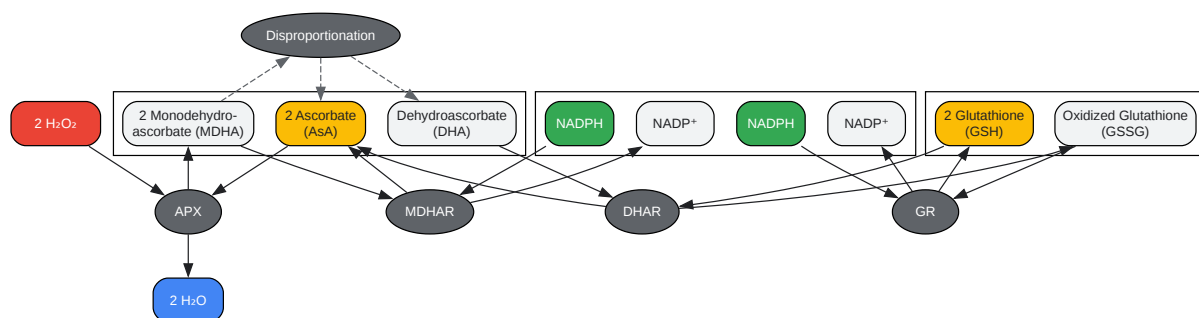 Disproportionation
2 H₂O₂
2 Monodehydro-
ascorbate (MDHA)
2 Ascorbate
(AsA)
Dehydroascorbate
(DHA)
NADPH
NADP⁺
NADPH
NADP⁺
2 Glutathione
(GSH)
Oxidized Glutathione
(GSSG)
APX
MDHAR
DHAR
GR
2 H₂O